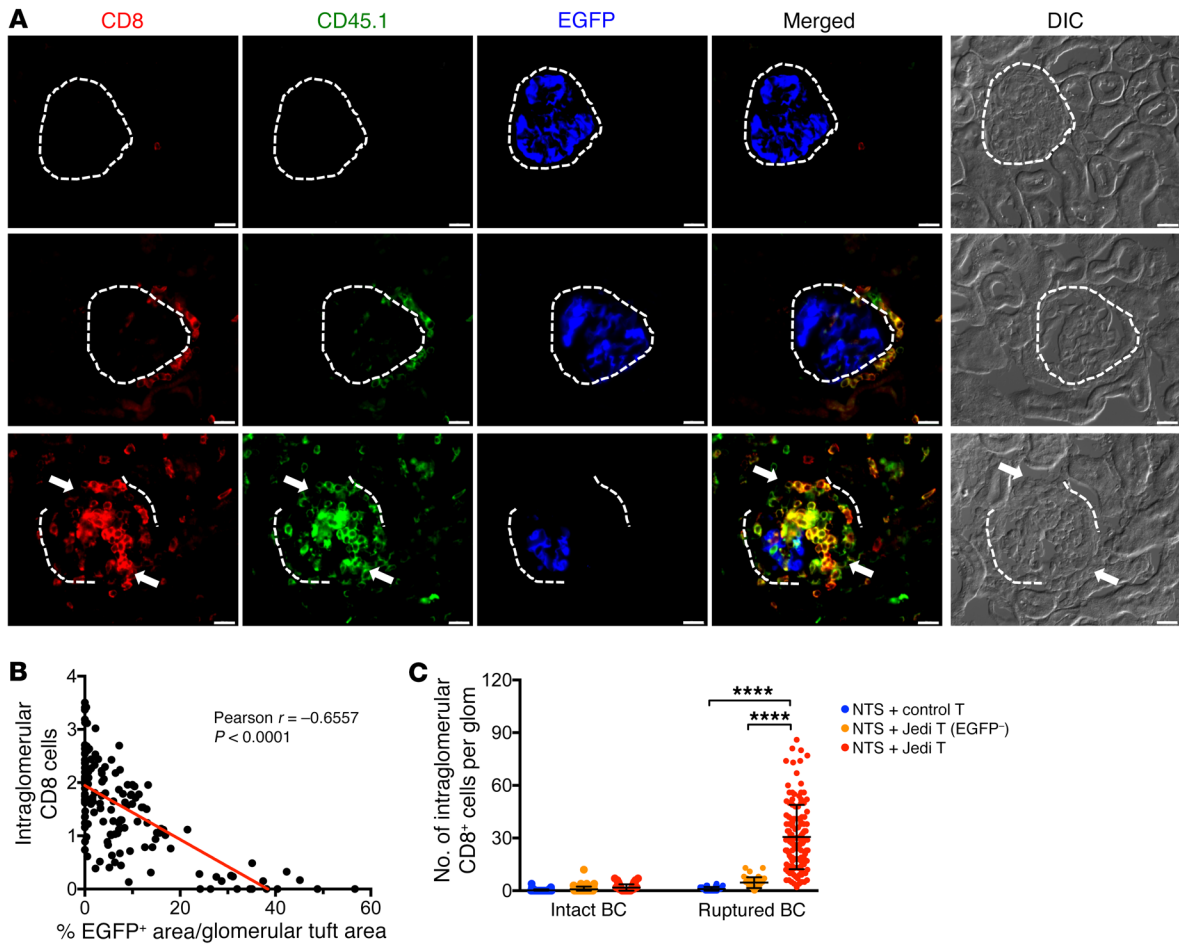 A
CD8 CD45.1 EGFP Merged DIC
B
Intraglomerular
CD8 cells
4
3
2
1
0
Pearson r = –0.6557
P < 0.0001
0 20 40 60
% EGFP⁺ area/glomerular tuft area
C
No. of intraglomerular
CD8⁺ cells per glom
120
90
60
30
0
****
****
Intact BC Ruptured BC
NTS + control T
NTS + Jedi T (EGFP⁻)
NTS + Jedi T